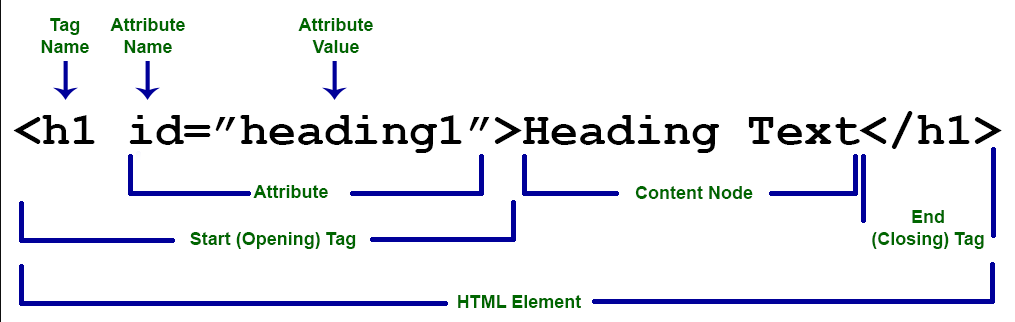 Tag Name
Attribute Name
Attribute Value
<h1 id=″heading1″>Heading Text</h1>
Attribute
Content Node
Start (Opening) Tag
End (Closing) Tag
HTML Element